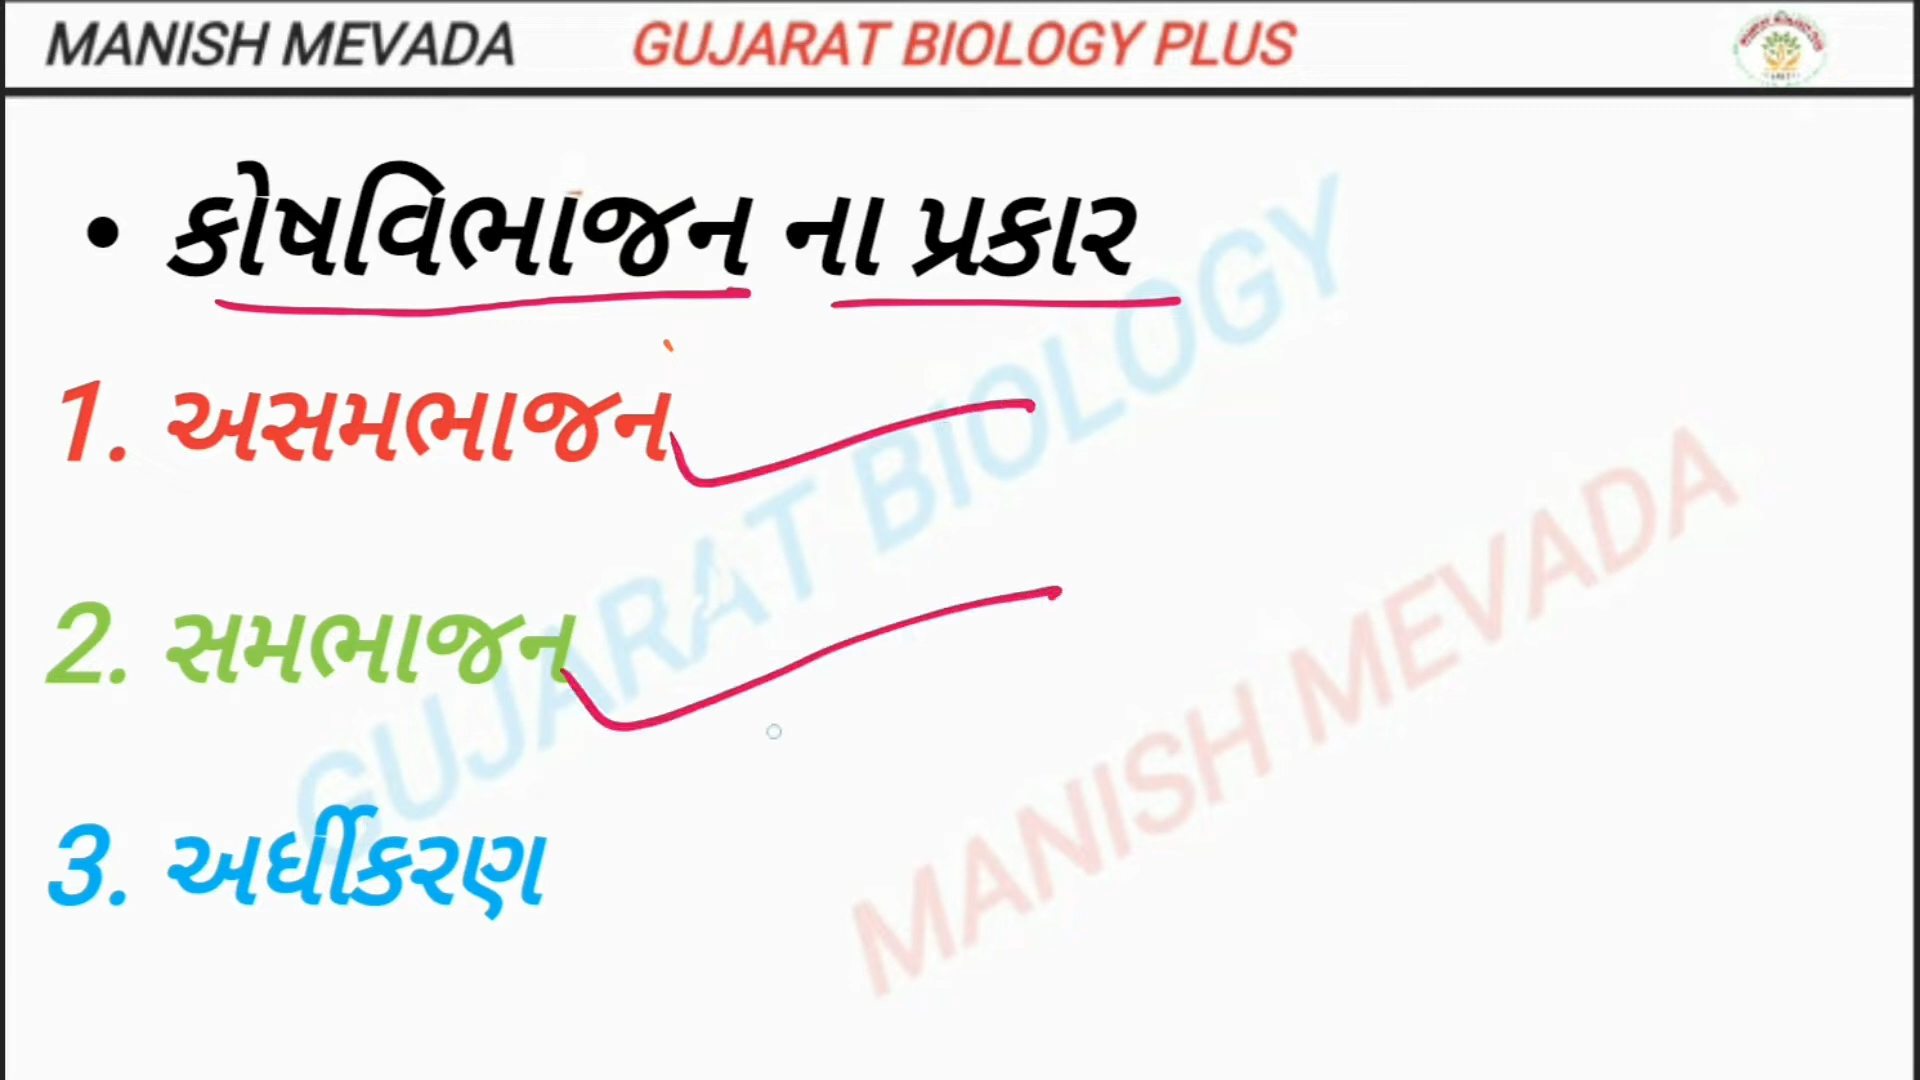 MANISH MEVADA GUJARAT BIOLOGY PLUS
• કોષવિભાજન ના પ્રકાર
1. અસમભાજન
2. સમભાજન
3. અર્ધીકરણ
GUJARAT BIOLOGY
MANISH MEVADA